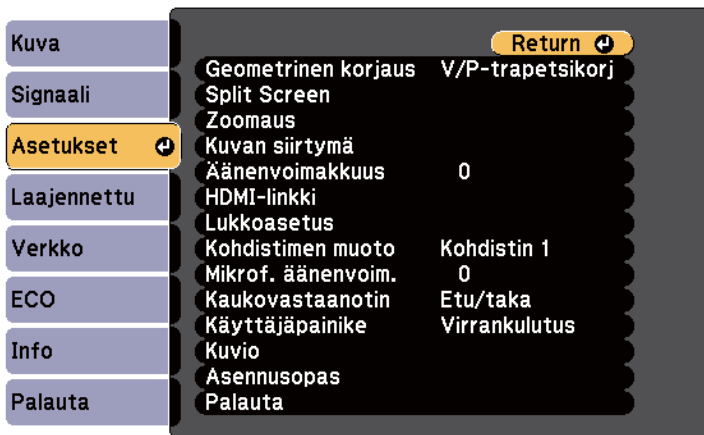 Kuva
Signaali
Asetukset
Laajennettu
Verkko
ECO
Info
Palauta
Return
Geometrinen korjaus V/P-trapetsikorj
Split Screen
Zoomaus
Kuvan siirtymä
Äänenvoimakkuus 0
HDMI-linkki
Lukkoasetus
Kohdistimen muoto Kohdistin 1
Mikrof. äänenvoim. 0
Kaukovastaanotin Etu/taka
Käyttäjäpainike Virrankulutus
Kuvio
Asennusopas
Palauta